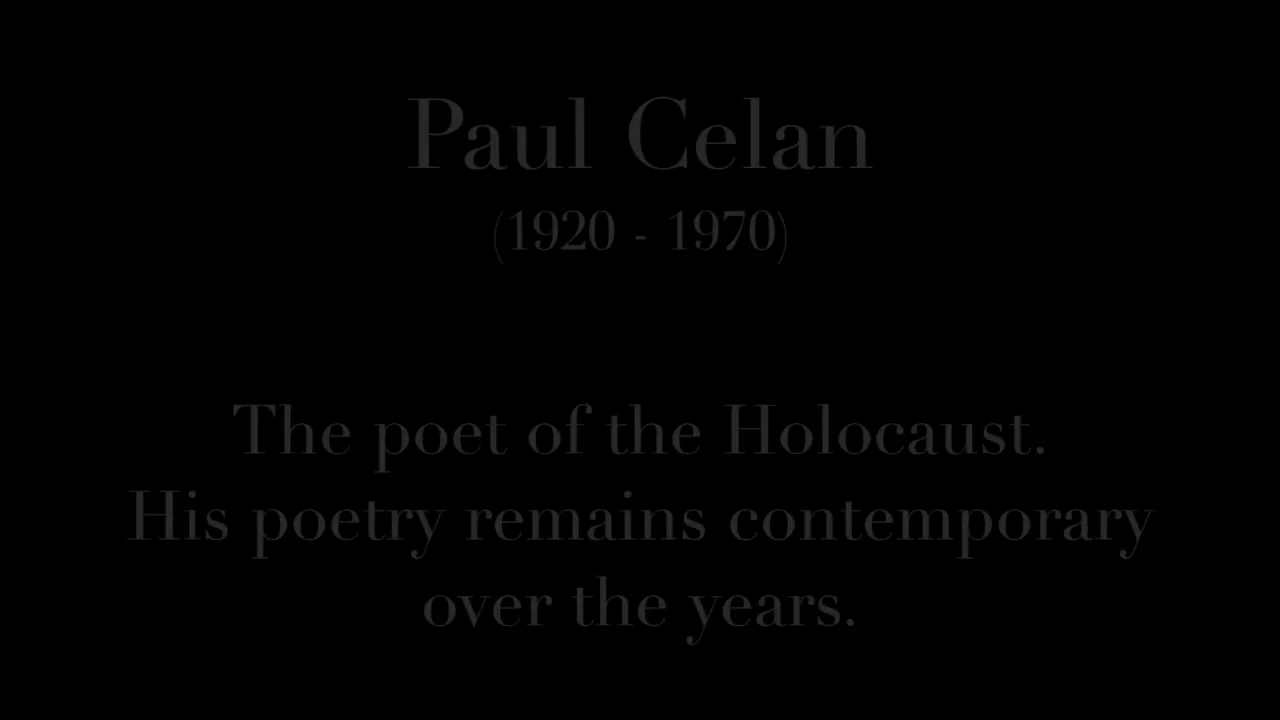 Paul Celan
(1920 - 1970)
The poet of the Holocaust.
His poetry remains contemporary
over the years.